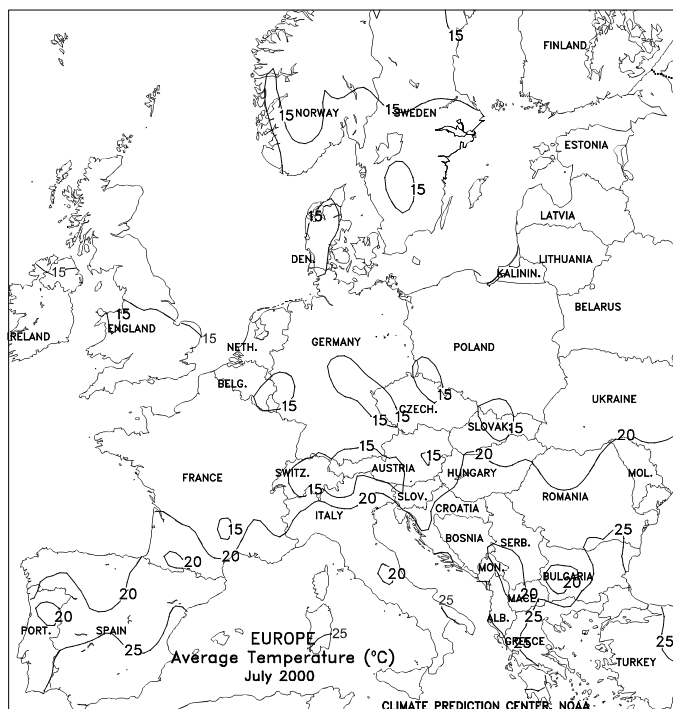 15
FINLAND
15 NORWAY 15 SWEDEN
ESTONIA
15
LATVIA
15
DEN.
LITHUANIA
KALININ.
15
BELARUS
15
IRELAND
ENGLAND
15
NETH.
GERMANY
POLAND
BELG.
15
15
15
15
CZECH.
UKRAINE
SLOVAK.
15
20
20
15
15
FRANCE
SWITZ.
AUSTRIA
HUNGARY
MOL.
15
20
SLOV.
ROMANIA
ITALY
CROATIA
15
BOSNIA
SERB.
25
20
20
20
MON.
BULGARIA
20
20
MACE.
25
20
PORT.
SPAIN
25
ALB.
25
25
GREECE
25
25
TURKEY
EUROPE
Average Temperature (°C)
July 2000
CLIMATE PREDICTION CENTER, NOAA